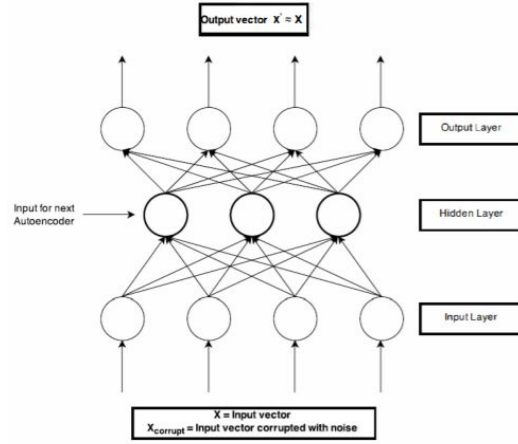 Output vector x' ≈ x
Output Layer
Input for next
Autoencoder
Hidden Layer
Input Layer
X = Input vector
Xcorrupt = Input vector corrupted with noise